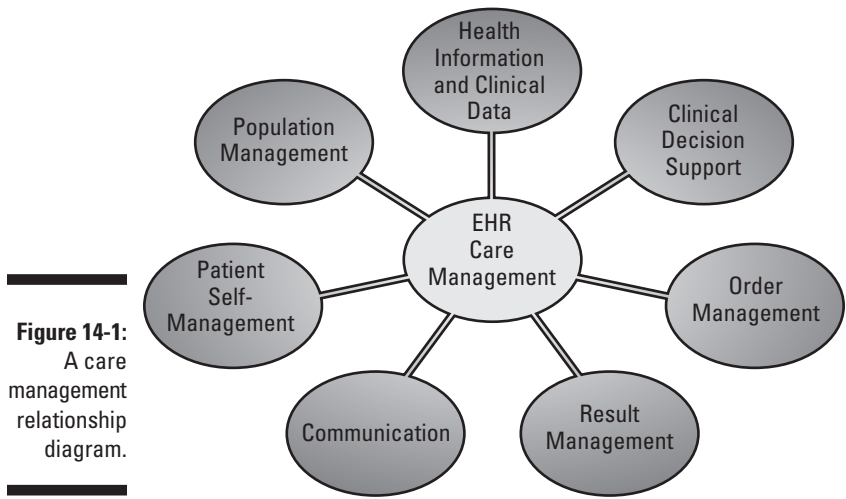 Health
Information
and Clinical
Data
Clinical
Decision
Support
Order
Management
Result
Management
Communication
Patient
Self-
Management
Population
Management
EHR
Care
Management
Figure 14-1:
A care
management
relationship
diagram.